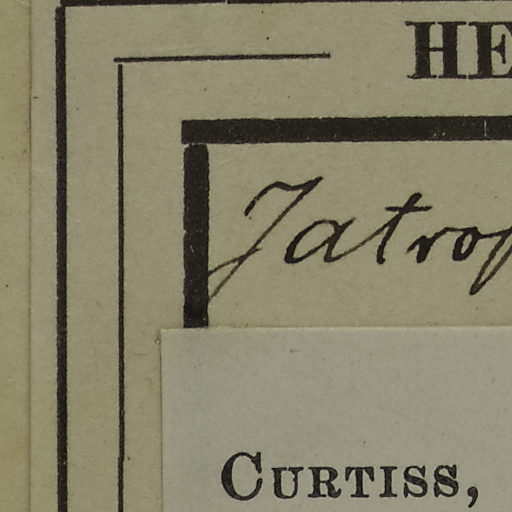 HE
Jatrop
CURTISS,